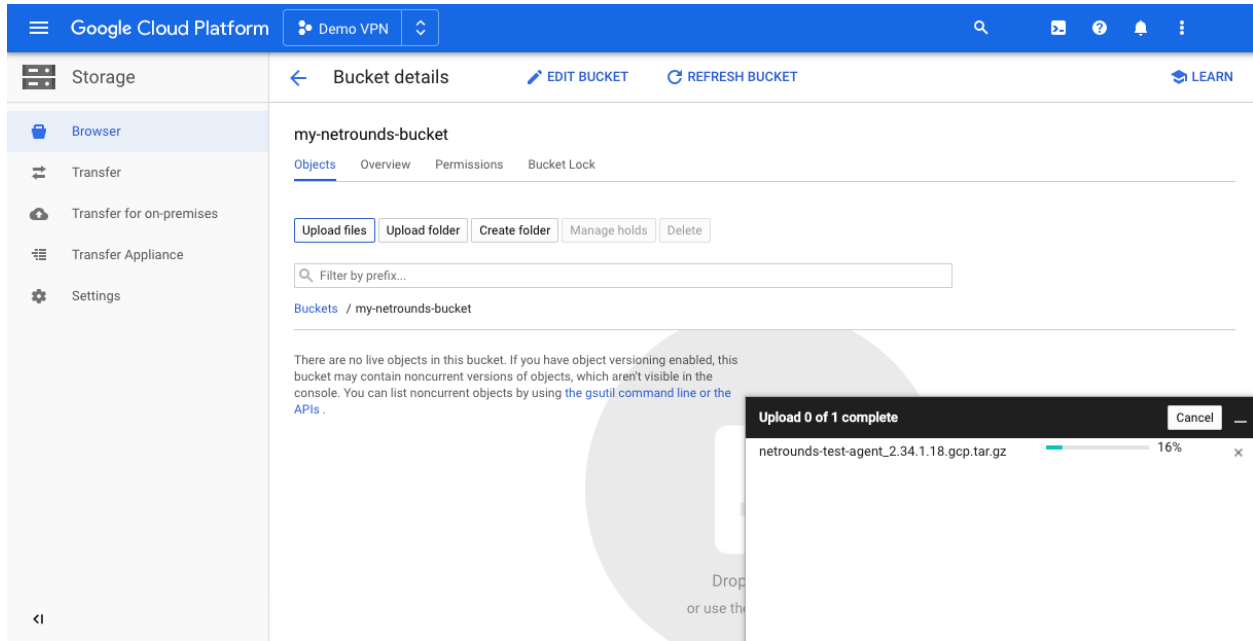 Google Cloud Platform
Demo VPN
Storage
Bucket details
EDIT BUCKET
REFRESH BUCKET
LEARN
Browser
Transfer
Transfer for on-premises
Transfer Appliance
Settings
my-netrounds-bucket
Objects Overview Permissions Bucket Lock
Upload files Upload folder Create folder Manage holds Delete
Filter by prefix...
Buckets / my-netrounds-bucket
There are no live objects in this bucket. If you have object versioning enabled, this
bucket may contain noncurrent versions of objects, which aren't visible in the
console. You can list noncurrent objects by using the gsutil command line or the
APIs .
Upload 0 of 1 complete
Cancel
netrounds-test-agent_2.34.1.18.gcp.tar.gz 16%
Drop
or use the